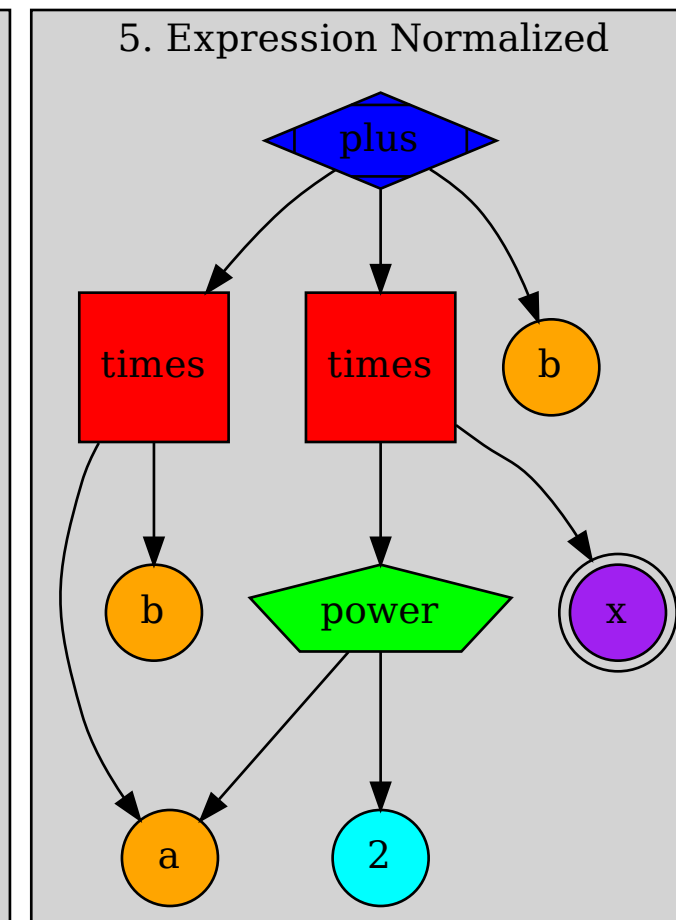 5. Expression Normalized
plus
times
times
b
b
power
x
a
2